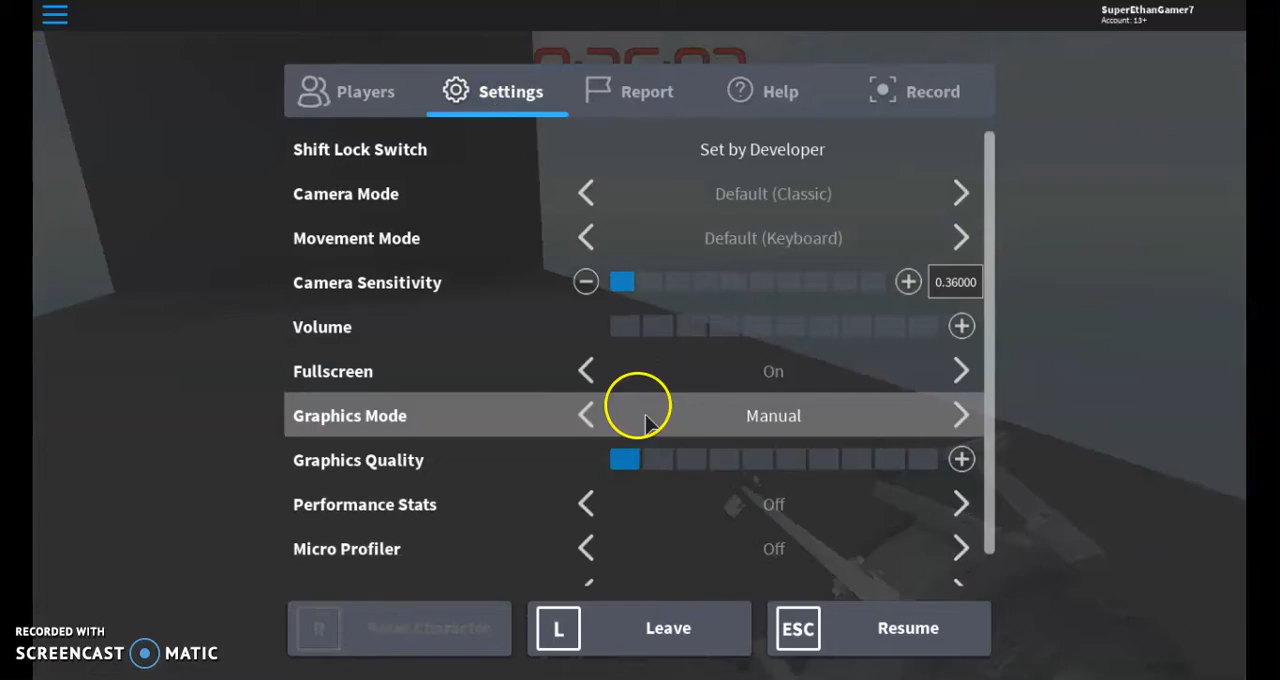 SuperEthanGamer7
Account: 13+
Players
Settings
Report
Help
Record
Shift Lock Switch
Set by Developer
Camera Mode
Default (Classic)
Movement Mode
Default (Keyboard)
Camera Sensitivity
0.36000
Volume
Fullscreen
On
Graphics Mode
Manual
Graphics Quality
Performance Stats
Off
Micro Profiler
Off
R
L
Leave
ESC
Resume
RECORDED WITH
SCREENCAST MATIC